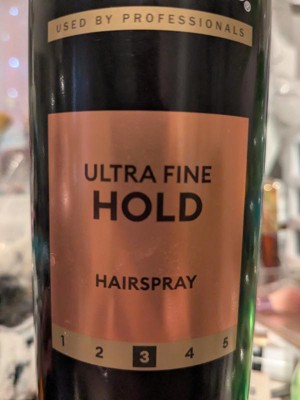 USED BY PROFESSIONALS
ULTRA FINE
HOLD
HAIRSPRAY
1 2 3 4 5